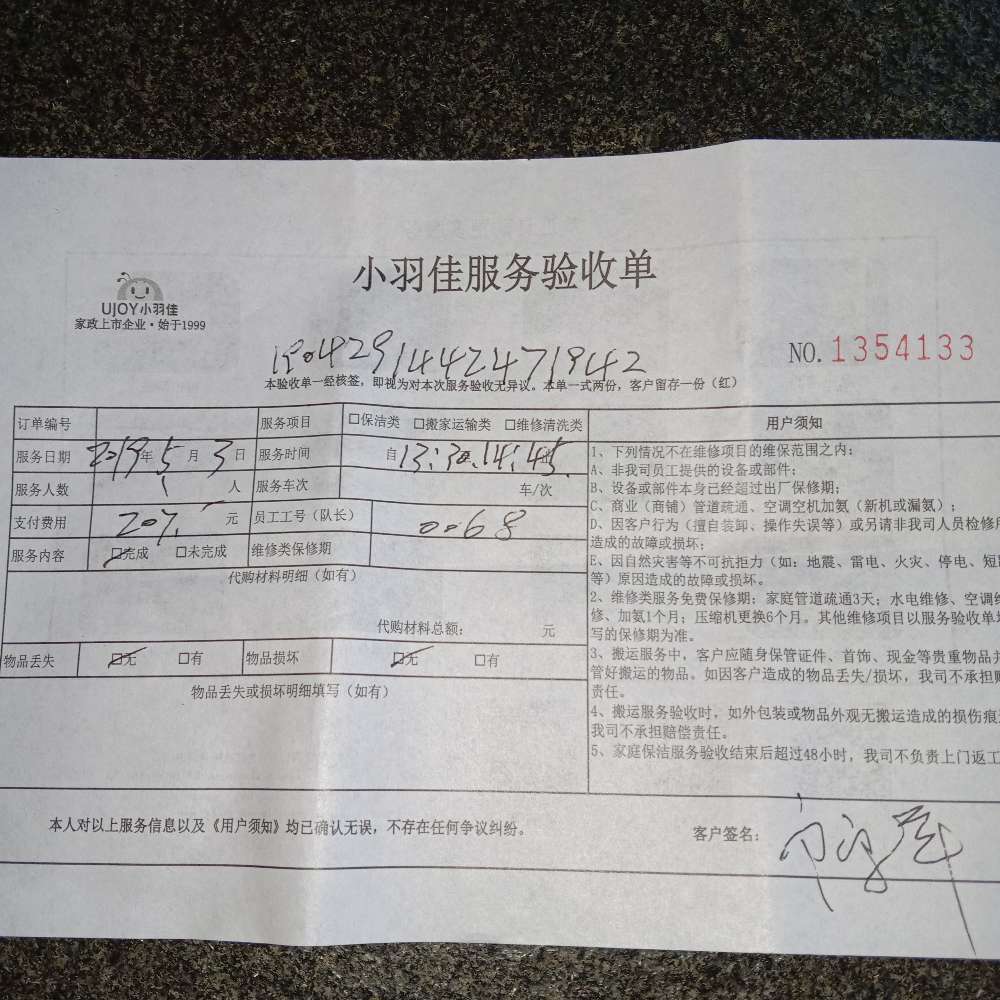 小羽佳服务验收单
UJOY小羽佳
家政上市企业·始于1999
NO.1354133
190429144247 1942
本验收单一经核签，即视为对本次服务验收无异议。本单一式两份，客户留存一份（红）
订单编号 服务项目 □保洁类 □搬家运输类 □维修清洗类
服务日期 2019年5月3日 服务时间 自13:30.14:45.
服务人数 1人 服务车次 车/次
支付费用 207.元 员工工号（队长） 0068
服务内容 □完成 □未完成 维修类保修期
代购材料明细（如有）
代购材料总额： 元
物品丢失 □无 □有 物品损坏 □无 □有
物品丢失或损坏明细填写（如有）
用户须知
1、下列情况不在维修项目的维保范围之内：
A、非我司员工提供的设备或部件；
B、设备或部件本身已经超过出厂保修期；
C、商业（商铺）管道疏通、空调空机加氨（新机或漏氨）；
D、因客户行为（擅自装卸、操作失误等）或另请非我司人员检修
造成的故障或损坏；
E、因自然灾害等不可抗拒力（如：地震、雷电、火灾、停电、短
等）原因造成的故障或损坏。
2、维修类服务免费保修期：家庭管道疏通3天；水电维修、空调
修、加氨1个月；压缩机更换6个月。其他维修项目以服务验收单
写的保修期为准。
3、搬运服务中，客户应随身保管证件、首饰、现金等贵重物品并
管好搬运的物品。如因客户造成的物品丢失/损坏，我司不承担
责任。
4、搬运服务验收时，如外包装或物品外观无搬运造成的损伤痕
我司不承担赔偿责任。
5、家庭保洁服务验收结束后超过48小时，我司不负责上门返工
本人对以上服务信息以及《用户须知》均已确认无误，不存在任何争议纠纷。
客户签名：